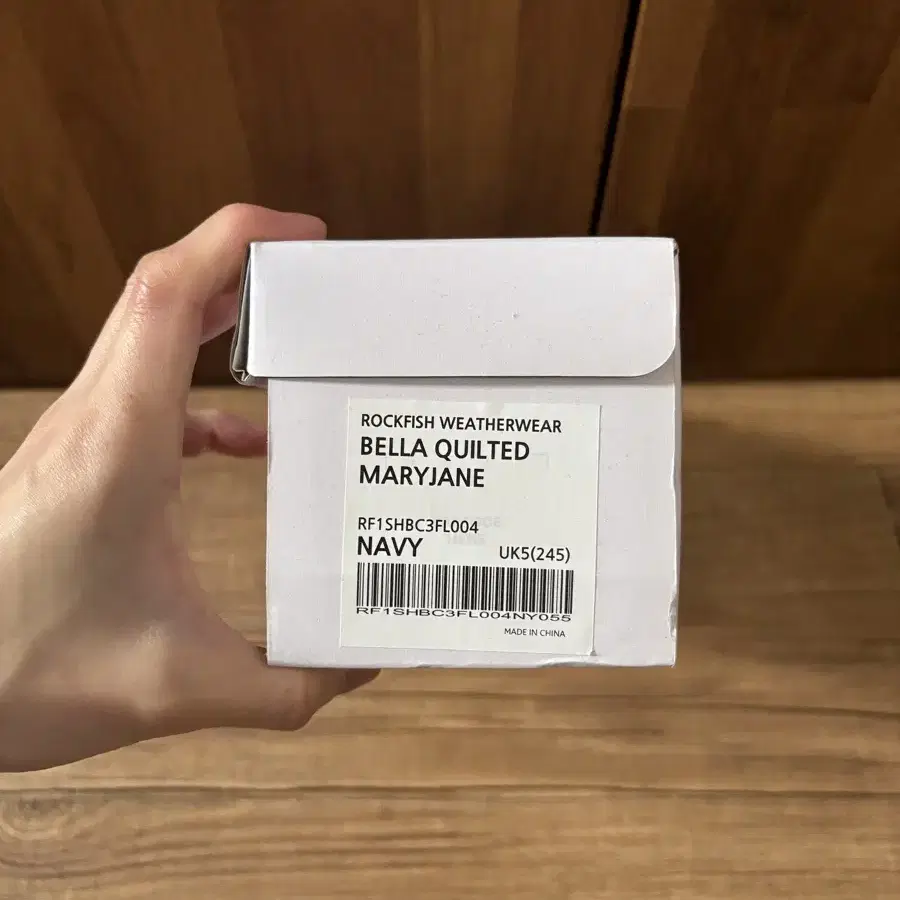 ROCKFISH WEATHERWEAR
BELLA QUILTED
MARYJANE
RF1SHBC3FL004
NAVY UK5(245)
RF1SHBC3FL004NY055
MADE IN CHINA